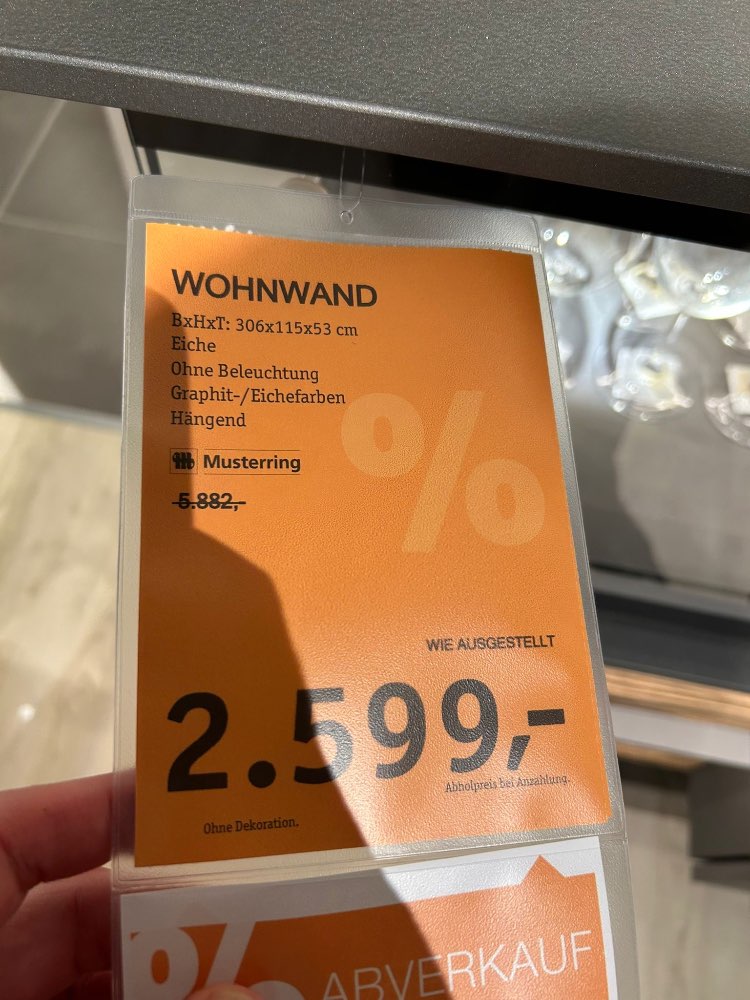 WOHNWAND
BxHxT: 306x115x53 cm
Eiche
Ohne Beleuchtung
Graphit-/Eichefarben
Hängend
Musterring
5.882,-
%
WIE AUSGESTELLT
2.599,-
Abholpreis bei Anzahlung.
Ohne Dekoration.
% ABVERKAUF